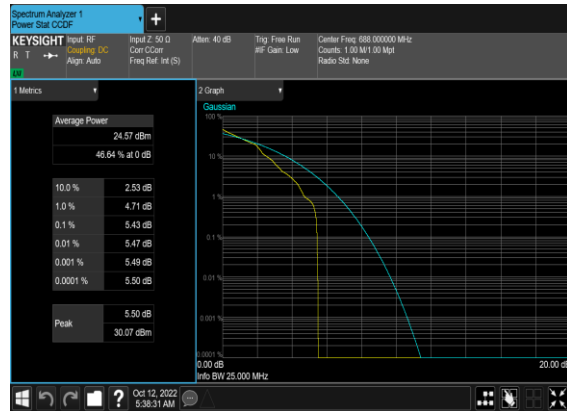 Spectrum Analyzer 1
Power Stat CCDF
+
KEYSIGHT
R T
LV
Input: RF
Coupling: DC
Align: Auto
Input Z: 50 Ω
Corr CCorr
Freq Ref: Int (S)
Atten: 40 dB
Trig: Free Run
#IF Gain: Low
Center Freq: 688.000000 MHz
Counts: 1.00 M/1.00 Mpt
Radio Std: None
1 Metrics
Average Power
24.57 dBm
46.64 % at 0 dB
10.0 % 2.53 dB
1.0 % 4.71 dB
0.1 % 5.43 dB
0.01 % 5.47 dB
0.001 % 5.49 dB
0.0001 % 5.50 dB
Peak
5.50 dB
30.07 dBm
2 Graph
Gaussian
100 %
10 %
1 %
0.1 %
0.01 %
0.001 %
0.0001 %
0.00 dB 20.00 dB
Info BW 25.000 MHz
?
Oct 12, 2022
5:38:31 AM